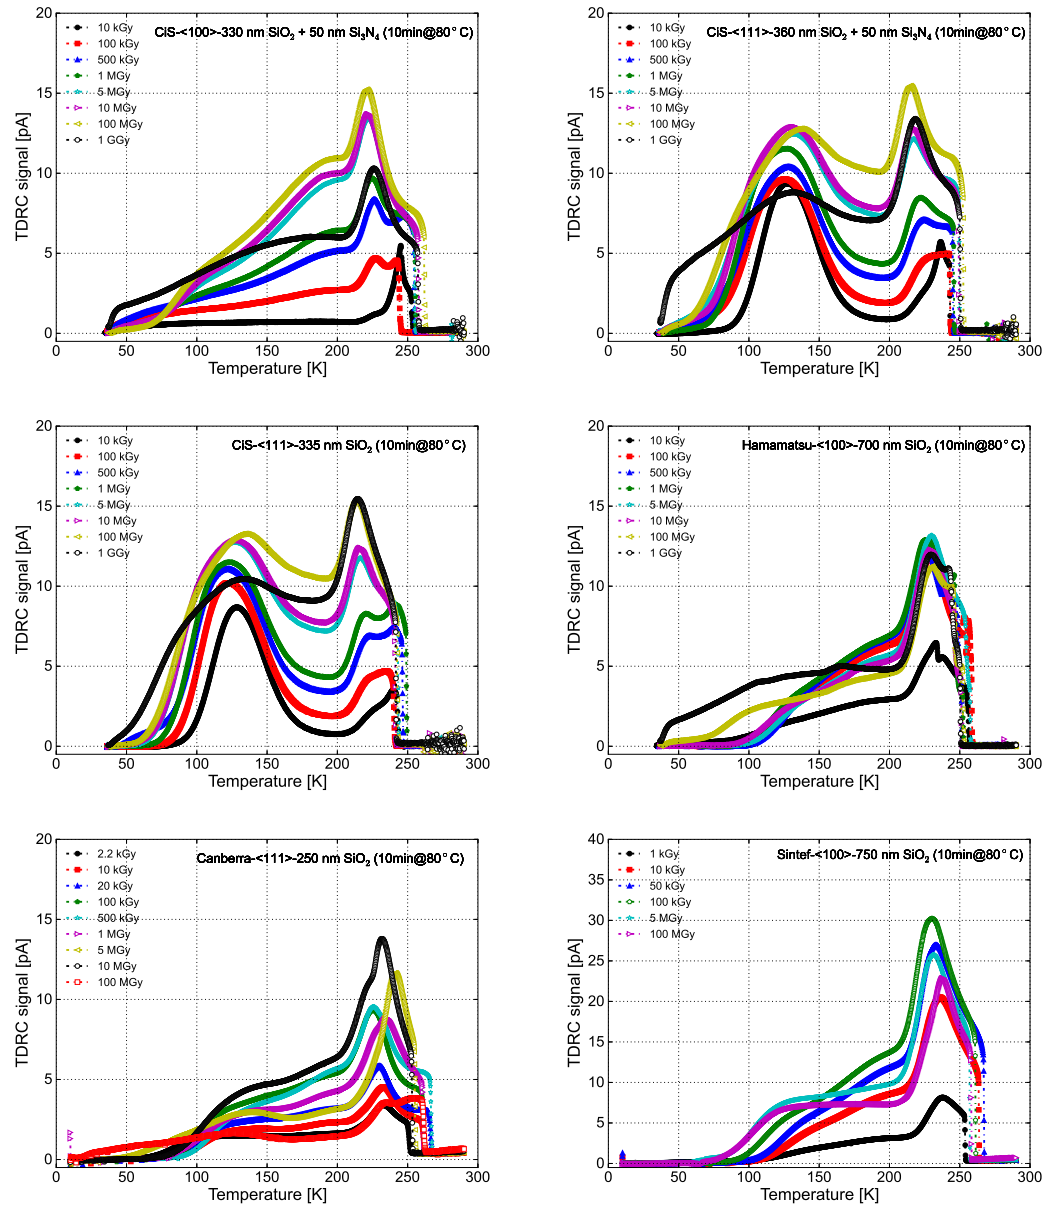 CiS-<100>-330 nm SiO₂ + 50 nm Si₃N₄ (10min@80°C)
20
15
10
5
0
TDRC signal [pA]
10 kGy
100 kGy
500 kGy
1 MGy
5 MGy
10 MGy
100 MGy
1 GGy
0 50 100 150 200 250 300
Temperature [K]
CiS-<111>-360 nm SiO₂ + 50 nm Si₃N₄ (10min@80°C)
20
15
10
5
0
TDRC signal [pA]
10 kGy
100 kGy
500 kGy
1 MGy
5 MGy
10 MGy
100 MGy
1 GGy
0 50 100 150 200 250 300
Temperature [K]
CiS-<111>-335 nm SiO₂ (10min@80°C)
20
15
10
5
0
TDRC signal [pA]
10 kGy
100 kGy
500 kGy
1 MGy
5 MGy
10 MGy
100 MGy
1 GGy
0 50 100 150 200 250 300
Temperature [K]
Hamamatsu-<100>-700 nm SiO₂ (10min@80°C)
20
15
10
5
0
TDRC signal [pA]
10 kGy
100 kGy
500 kGy
1 MGy
5 MGy
10 MGy
100 MGy
1 GGy
0 50 100 150 200 250 300
Temperature [K]
Canberra-<111>-250 nm SiO₂ (10min@80°C)
20
15
10
5
0
TDRC signal [pA]
2.2 kGy
10 kGy
20 kGy
100 kGy
500 kGy
1 MGy
5 MGy
10 MGy
100 MGy
0 50 100 150 200 250 300
Temperature [K]
Sintef-<100>-750 nm SiO₂ (10min@80°C)
40
35
30
25
20
15
10
5
0
TDRC signal [pA]
1 kGy
10 kGy
50 kGy
100 kGy
5 MGy
100 MGy
0 50 100 150 200 250 300
Temperature [K]